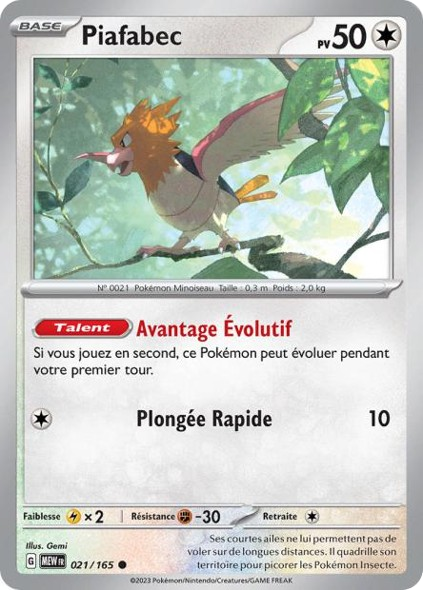 BASE
Piafabec
PV 50
N° 0021 Pokémon Minoiseau Taille : 0,3 m Poids : 2,0 kg
Talent Avantage Évolutif
Si vous jouez en second, ce Pokémon peut évoluer pendant
votre premier tour.
Plongée Rapide 10
Faiblesse ×2 Résistance -30 Retraite
Illus. Gemi
G MEW FR 021/165
Ses courtes ailes ne lui permettent pas de
voler sur de longues distances. Il quadrille son
territoire pour picorer les Pokémon Insecte.
©2023 Pokémon/Nintendo/Creatures/GAME FREAK